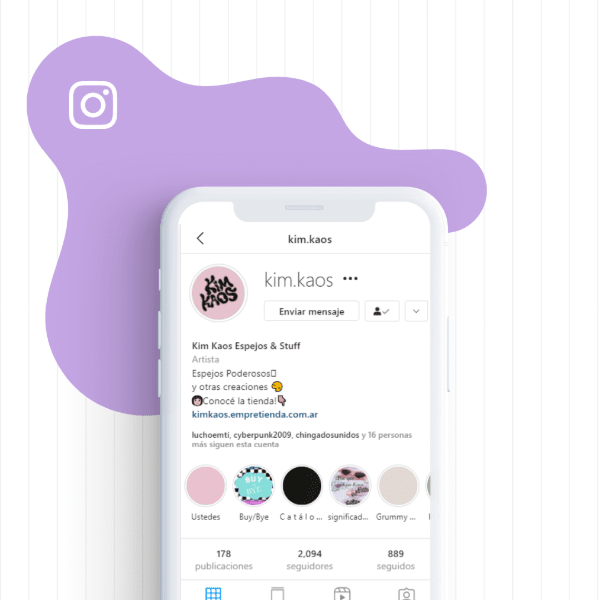 kim.kaos
KIM
KAOS
kim.kaos
Enviar mensaje
Kim Kaos Espejos & Stuff
Artista
Espejos Poderosos
y otras creaciones
Conocé la tienda!
kimkaos.empretienda.com.ar
luchoemti, cyberpunk2009, chingadosunidos y 16 personas
más siguen esta cuenta
BUY
Ustedes
Buy/Bye
C a t á l o ...
significad...
Grummy ...
178
publicaciones
2,094
seguidores
889
seguidos